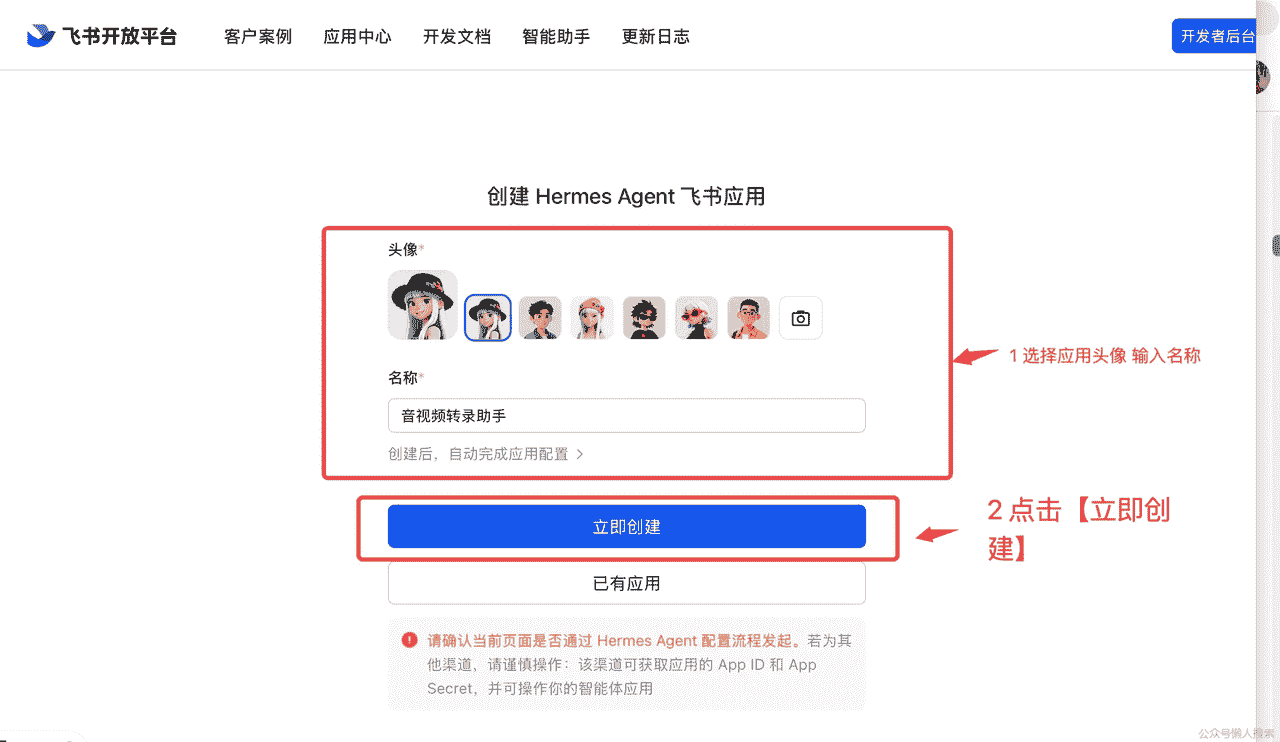 飞书开放平台 客户案例 应用中心 开发文档 智能助手 更新日志 开发者后台
创建 Hermes Agent 飞书应用
头像*
1 选择应用头像 输入名称
名称*
音视频转录助手
创建后，自动完成应用配置 >
立即创建
2 点击【立即创
建】
已有应用
请确认当前页面是否通过 Hermes Agent 配置流程发起。若为其
他渠道，请谨慎操作：该渠道可获取应用的 App ID 和 App
Secret，并可操作你的智能体应用
公众号懒人搜索